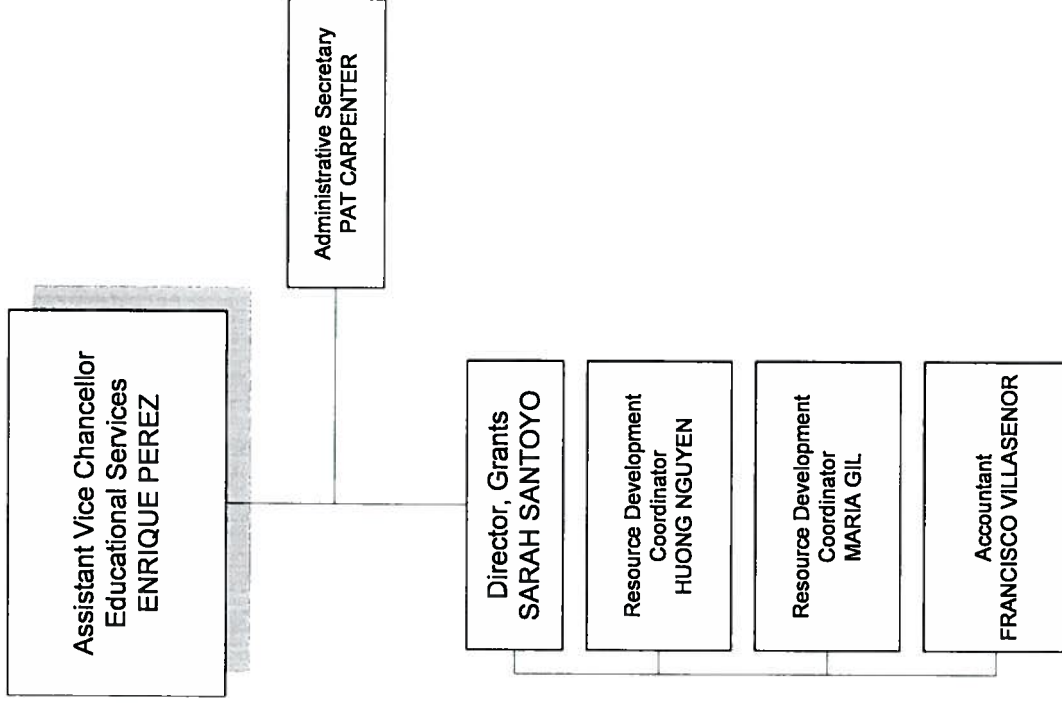 Assistant Vice Chancellor
Educational Services
ENRIQUE PEREZ
Administrative Secretary
PAT CARPENTER
Director, Grants
SARAH SANTOYO
Resource Development
Coordinator
HUONG NGUYEN
Resource Development
Coordinator
MARIA GIL
Accountant
FRANCISCO VILLASENOR